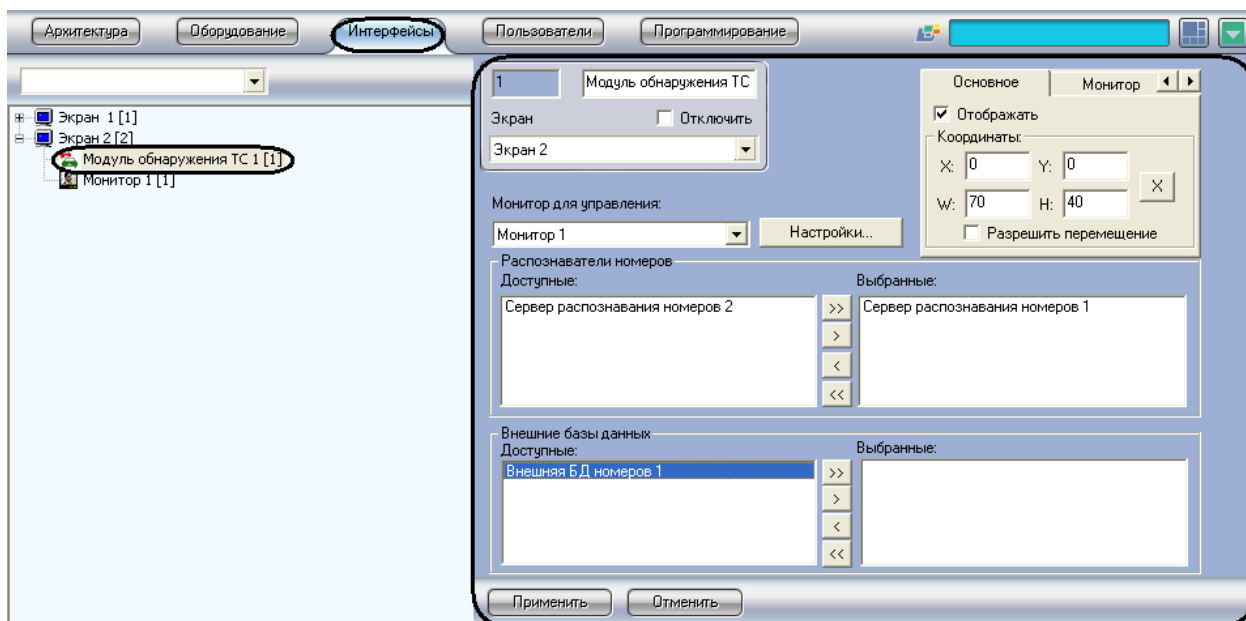 Архитектура Оборудование Интерфейсы Пользователи Программирование
Экран 1 [1]
Экран 2 [2]
Модуль обнаружения ТС 1 [1]
Монитор 1 [1]
1 Модуль обнаружения ТС
Экран Отключить
Экран 2
Основное Монитор
Отображать
Координаты:
X: 0 Y: 0
W: 70 H: 40
X
Разрешить перемещение
Монитор для управления:
Монитор 1 Настройки...
Распознаватели номеров
Доступные: Выбранные:
Сервер распознавания номеров 2 >> Сервер распознавания номеров 1
>
<
<<
Внешние базы данных
Доступные: Выбранные:
Внешняя БД номеров 1 >>
>
<
<<
Применить Отменить